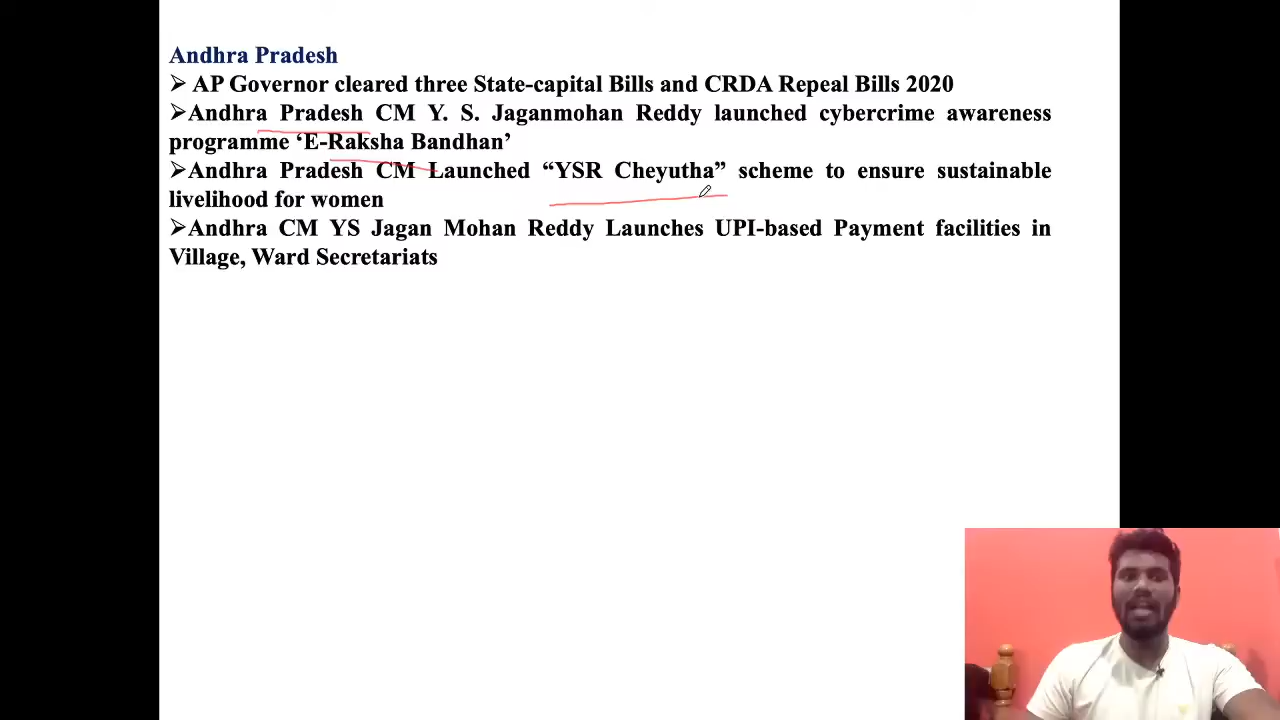 Andhra Pradesh
➢ AP Governor cleared three State-capital Bills and CRDA Repeal Bills 2020
➢Andhra Pradesh CM Y. S. Jaganmohan Reddy launched cybercrime awareness
programme ‘E-Raksha Bandhan’
➢Andhra Pradesh CM Launched “YSR Cheyutha” scheme to ensure sustainable
livelihood for women
➢Andhra CM YS Jagan Mohan Reddy Launches UPI-based Payment facilities in
Village, Ward Secretariats